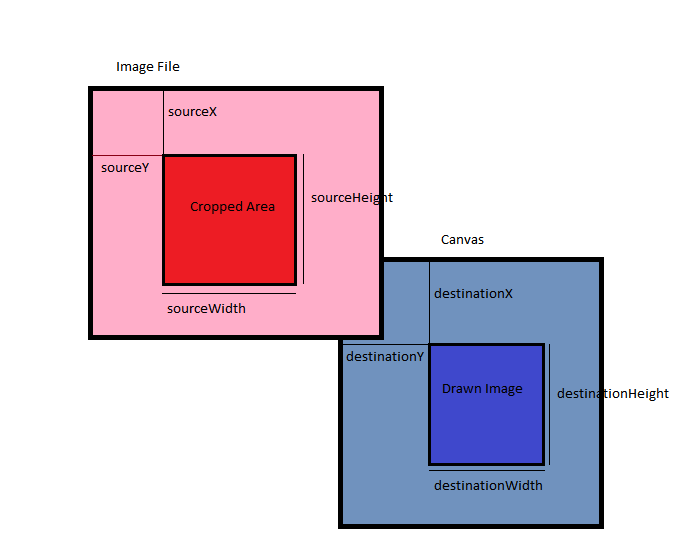 Image File
sourceX
sourceY
sourceHeight
Cropped Area
Canvas
destinationX
sourceWidth
destinationY
Drawn Image
destinationHeight
destinationWidth